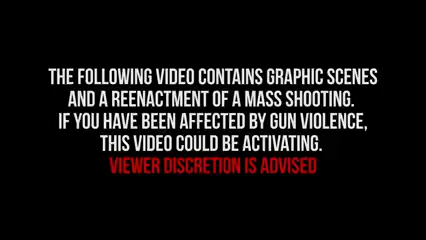 THE FOLLOWING VIDEO CONTAINS GRAPHIC SCENES
AND A REENACTMENT OF A MASS SHOOTING.
IF YOU HAVE BEEN AFFECTED BY GUN VIOLENCE,
THIS VIDEO COULD BE ACTIVATING.
VIEWER DISCRETION IS ADVISED